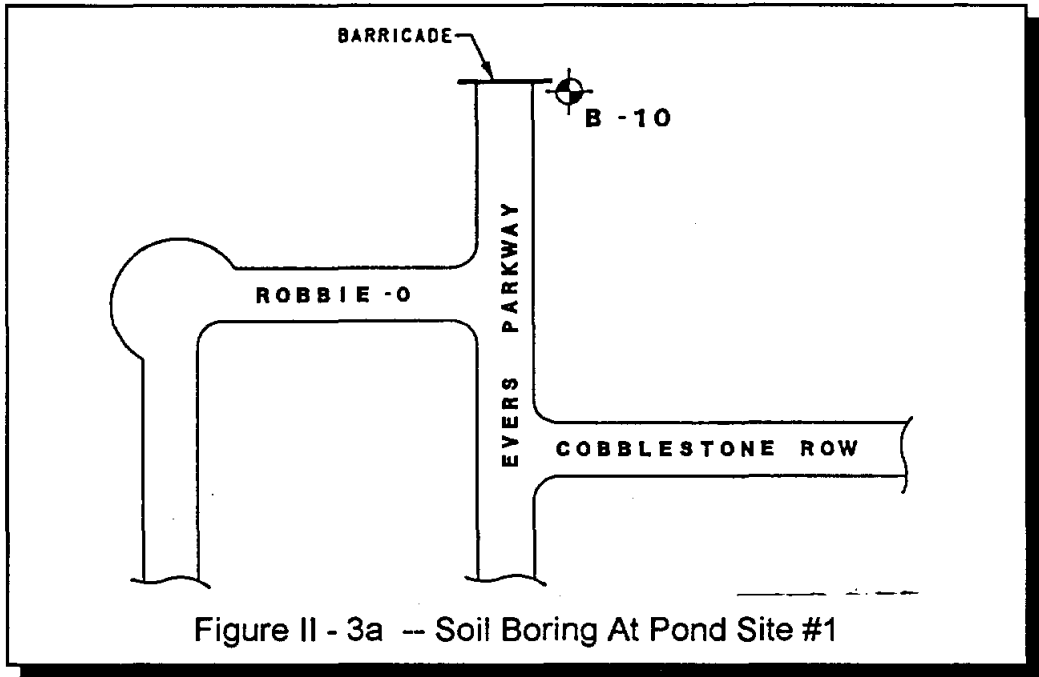 BARRICADE
B -10
ROBBIE -O
EVERS PARKWAY
COBBLESTONE ROW
Figure II - 3a -- Soil Boring At Pond Site #1